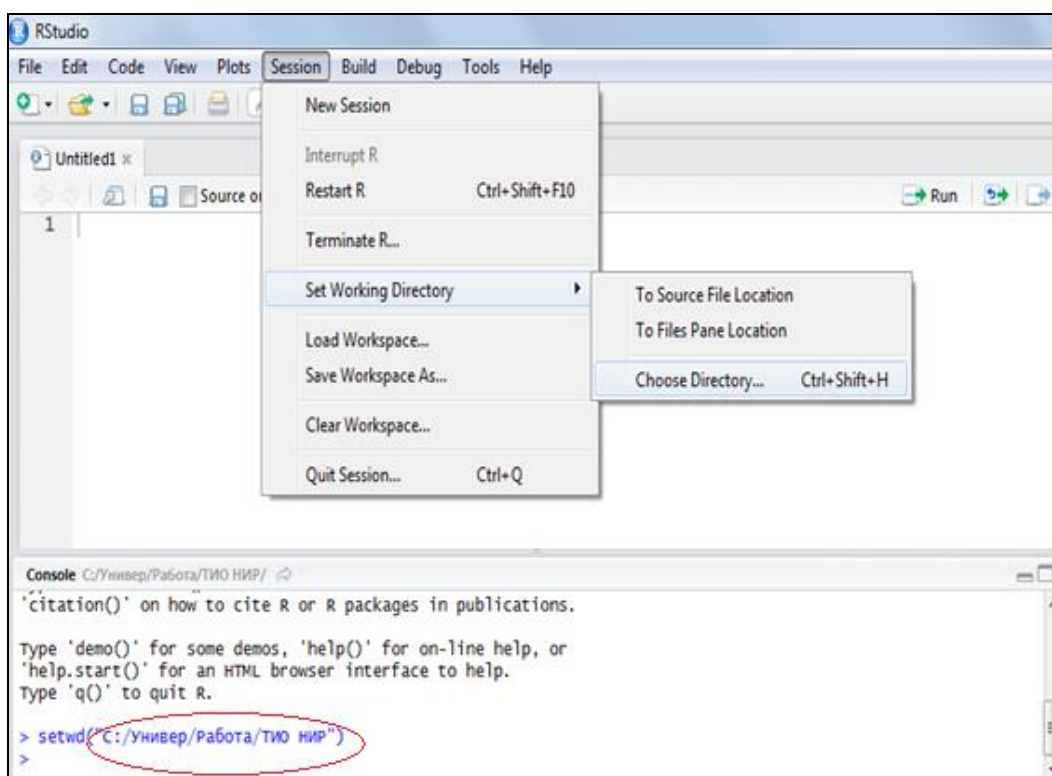 RStudio
File Edit Code View Plots Session Build Debug Tools Help
New Session
Untitled1
Interrupt R
Source
Restart R Ctrl+Shift+F10
Run
1
Terminate R...
Set Working Directory
To Source File Location
To Files Pane Location
Load Workspace...
Save Workspace As...
Choose Directory... Ctrl+Shift+H
Clear Workspace...
Quit Session... Ctrl+Q
Console C:/Универ/Работа/ТИО НИР/
'citation()' on how to cite R or R packages in publications.
Type 'demo()' for some demos, 'help()' for on-line help, or
'help.start()' for an HTML browser interface to help.
Type 'q()' to quit R.
> setwd("C:/Универ/Работа/ТИО НИР")
>